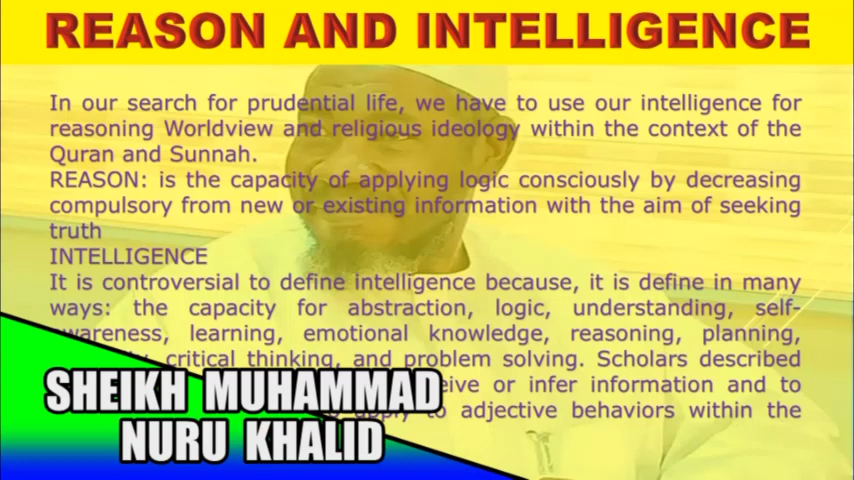 REASON AND INTELLIGENCE
In our search for prudential life, we have to use our intelligence for
reasoning Worldview and religious ideology within the context of the
Quran and Sunnah.
REASON: is the capacity of applying logic consciously by decreasing
compulsory from new or existing information with the aim of seeking
truth
INTELLIGENCE
It is controversial to define intelligence because, it is define in many
ways: the capacity for abstraction, logic, understanding, self-
awareness, learning, emotional knowledge, reasoning, planning,
critical thinking, and problem solving. Scholars described
or infer information and to
apply to adjective behaviors within the
SHEIKH MUHAMMAD
NURU KHALID